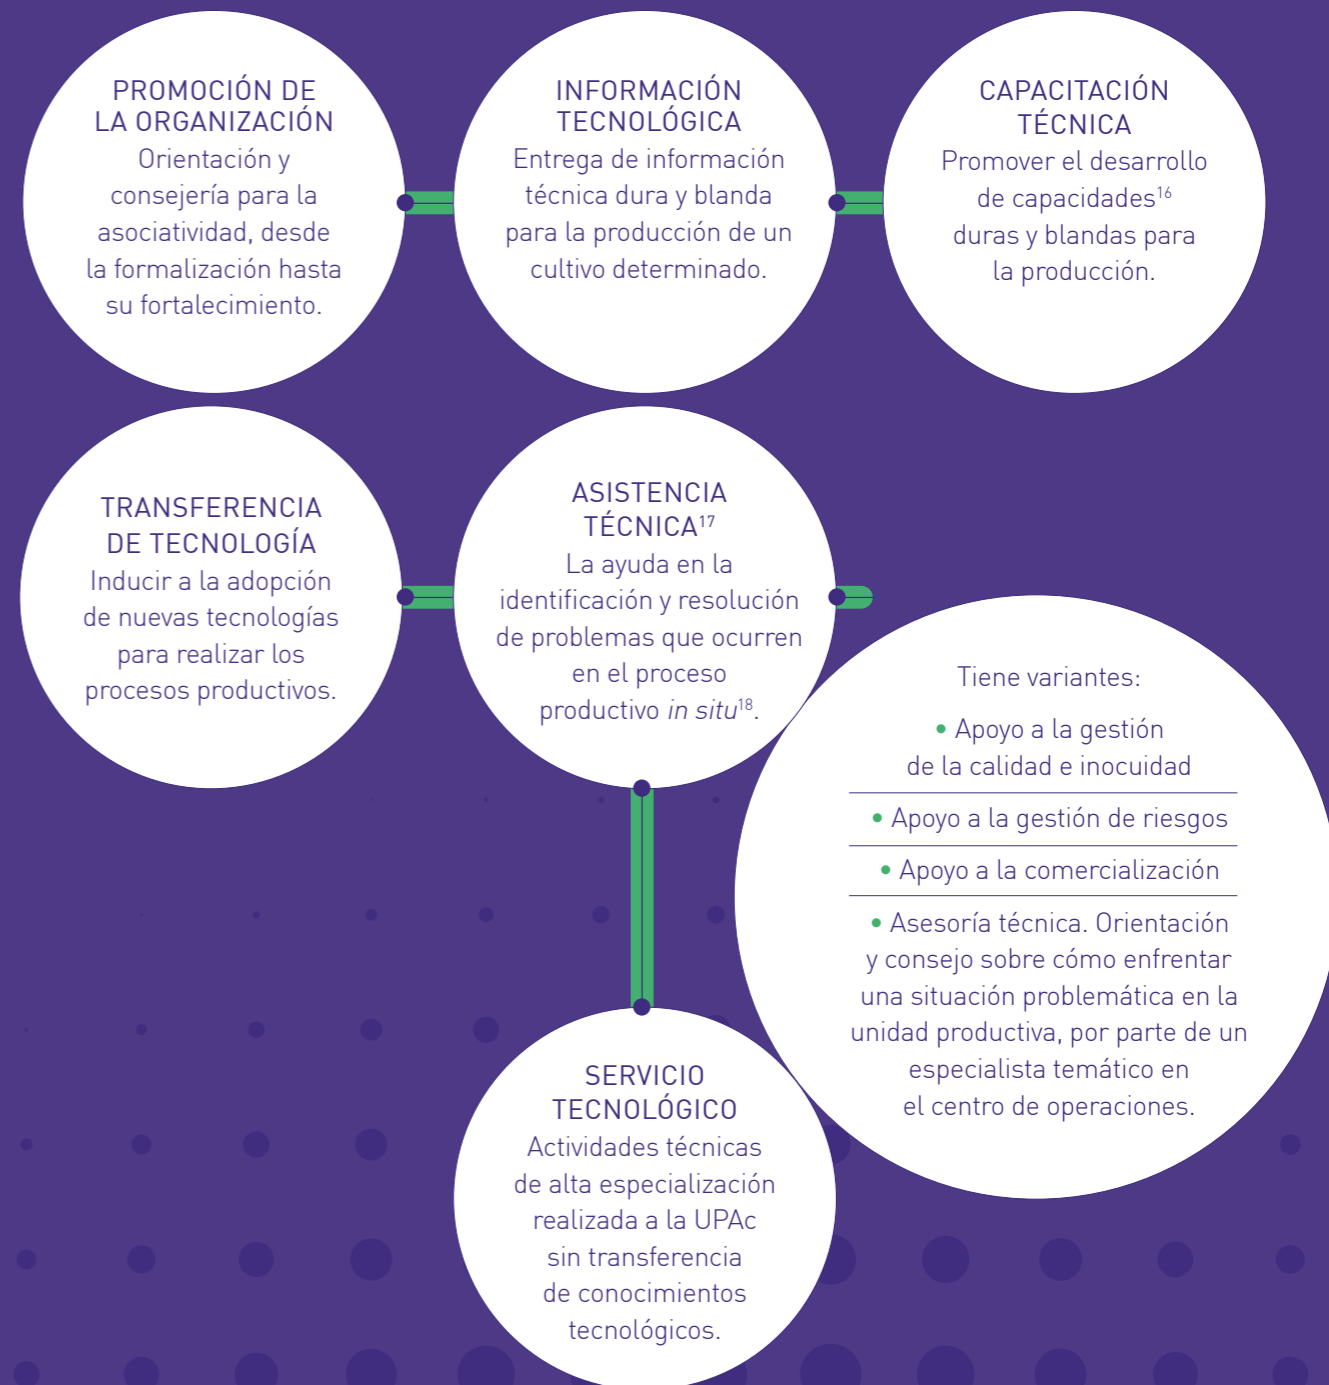 PROMOCIÓN DE
LA ORGANIZACIÓN
Orientación y
consejería para la
asociatividad, desde
la formalización hasta
su fortalecimiento.
INFORMACIÓN
TECNOLÓGICA
Entrega de información
técnica dura y blanda
para la producción de un
cultivo determinado.
CAPACITACIÓN
TÉCNICA
Promover el desarrollo
de capacidades¹⁶
duras y blandas para
la producción.
TRANSFERENCIA
DE TECNOLOGÍA
Inducir a la adopción
de nuevas tecnologías
para realizar los
procesos productivos.
ASISTENCIA
TÉCNICA¹⁷
La ayuda en la
identificación y resolución
de problemas que ocurren
en el proceso
productivo in situ¹⁸.
Tiene variantes:
• Apoyo a la gestión
de la calidad e inocuidad
• Apoyo a la gestión de riesgos
• Apoyo a la comercialización
• Asesoría técnica. Orientación
y consejo sobre cómo enfrentar
una situación problemática en la
unidad productiva, por parte de un
especialista temático en
el centro de operaciones.
SERVICIO
TECNOLÓGICO
Actividades técnicas
de alta especialización
realizada a la UPAc
sin transferencia
de conocimientos
tecnológicos.